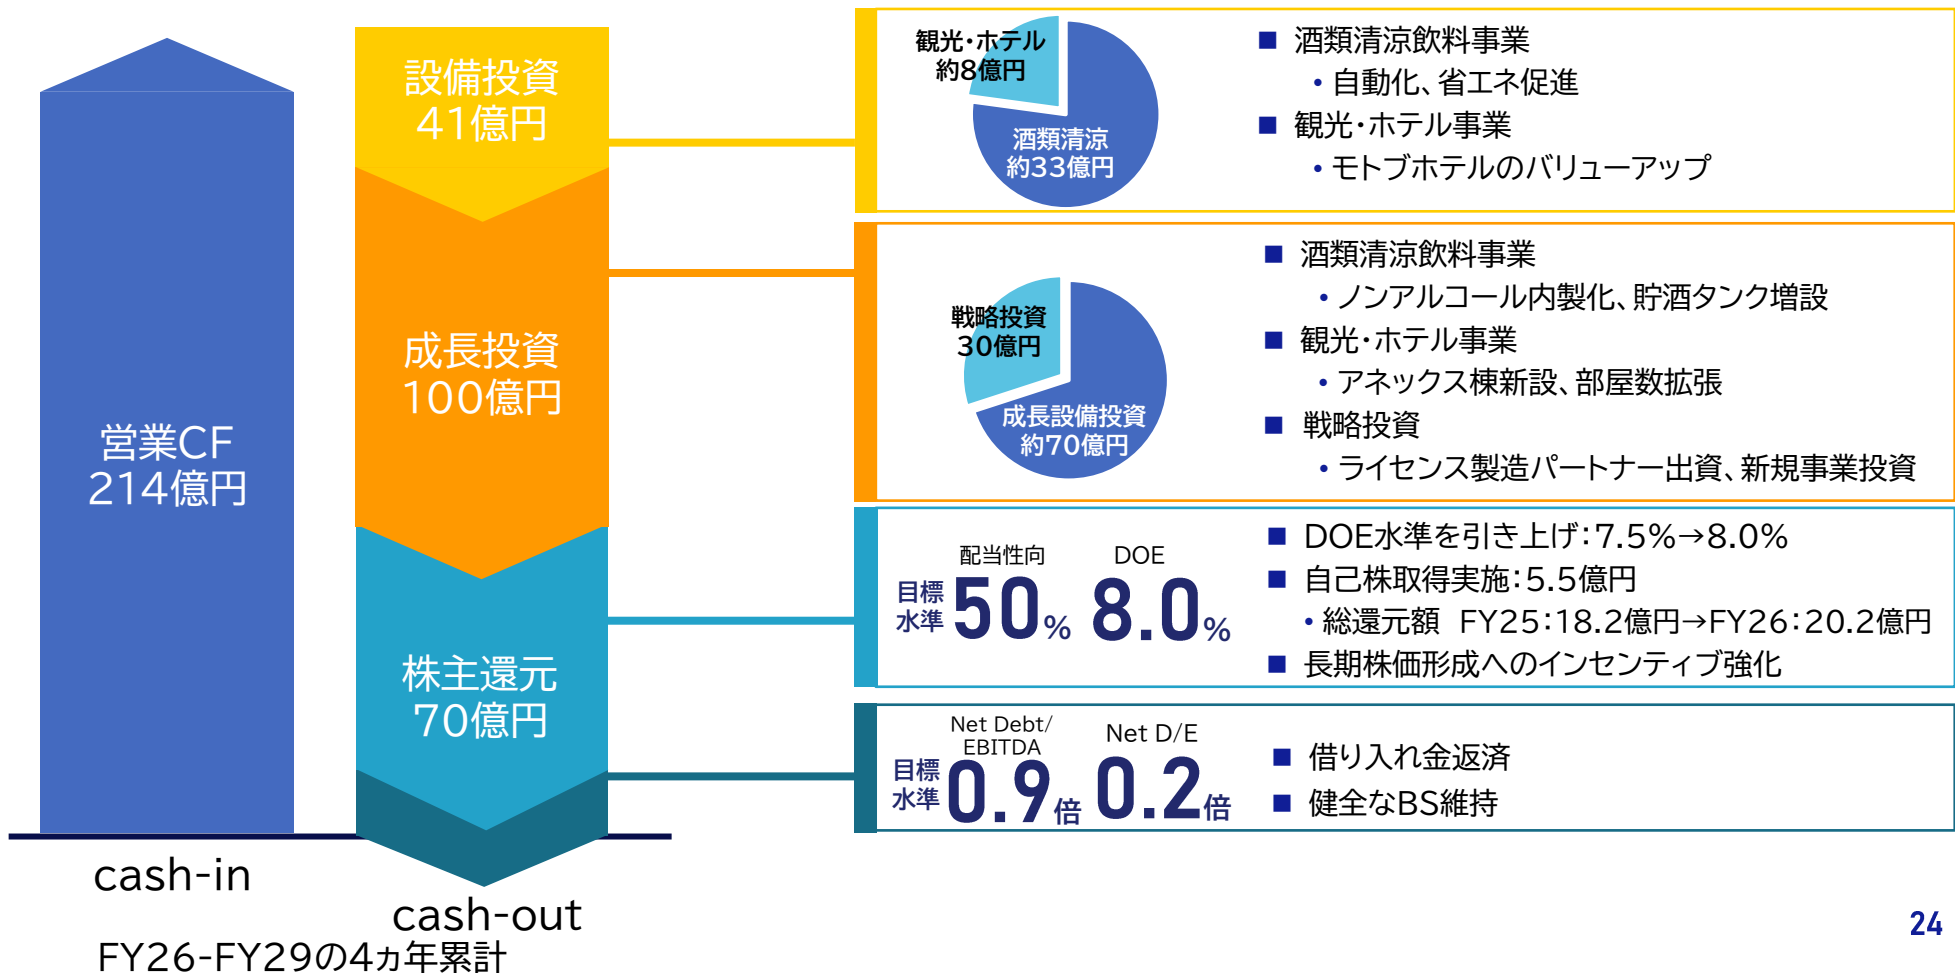 営業CF
214億円
cash-in
設備投資
41億円
成長投資
100億円
株主還元
70億円
cash-out
FY26-FY29の4ヵ年累計
観光・ホテル
約8億円
酒類清涼
約33億円
■ 酒類清涼飲料事業
・自動化、省エネ促進
■ 観光・ホテル事業
・モトブホテルのバリューアップ
戦略投資
30億円
成長設備投資
約70億円
■ 酒類清涼飲料事業
・ノンアルコール内製化、貯酒タンク増設
■ 観光・ホテル事業
・アネックス棟新設、部屋数拡張
■ 戦略投資
・ライセンス製造パートナー出資、新規事業投資
配当性向 DOE
目標
水準
50% 8.0%
■ DOE水準を引き上げ：7.5%→8.0%
■ 自己株取得実施：5.5億円
・総還元額 FY25：18.2億円→FY26：20.2億円
■ 長期株価形成へのインセンティブ強化
Net Debt/
EBITDA
Net D/E
目標
水準
0.9倍 0.2倍
■ 借り入れ金返済
■ 健全なBS維持
24